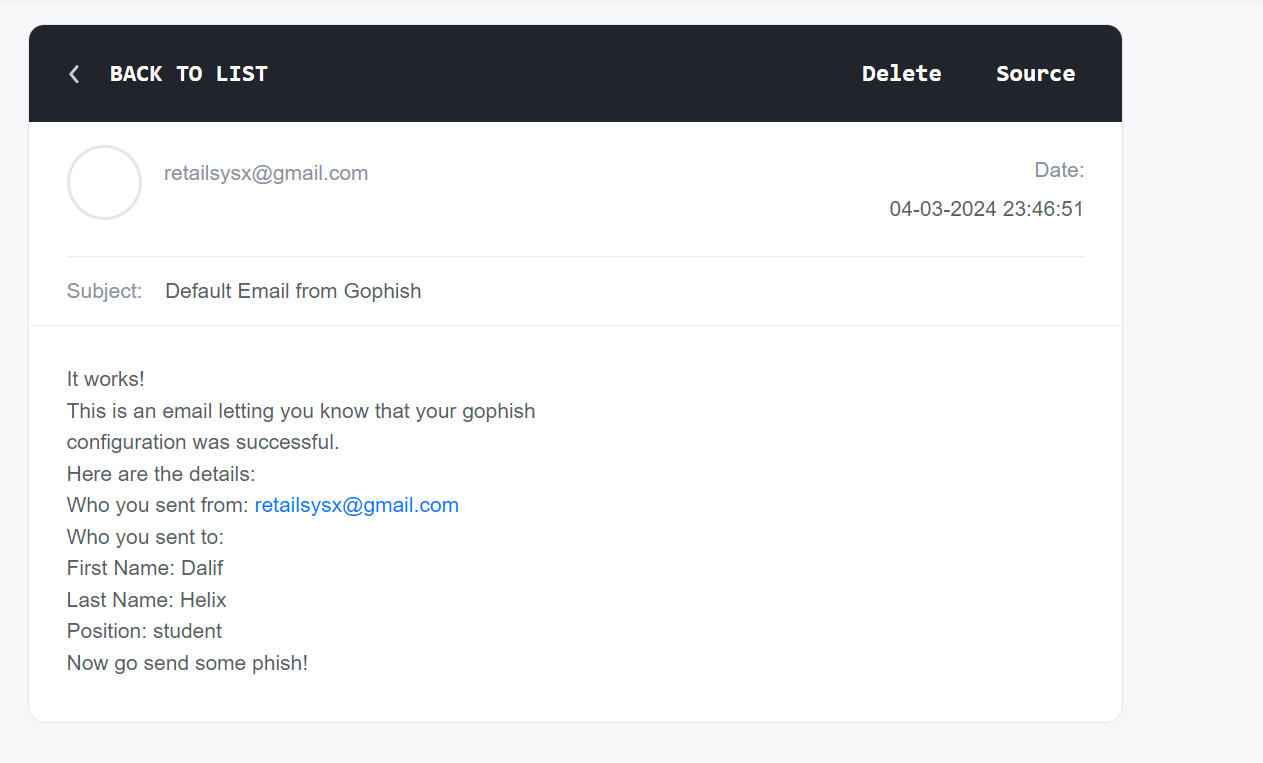 BACK TO LIST
Delete
Source
retailsysx@gmail.com
Date:
04-03-2024 23:46:51
Subject: Default Email from Gophish
It works!
This is an email letting you know that your gophish
configuration was successful.
Here are the details:
Who you sent from: retailsysx@gmail.com
Who you sent to:
First Name: Dalif
Last Name: Helix
Position: student
Now go send some phish!